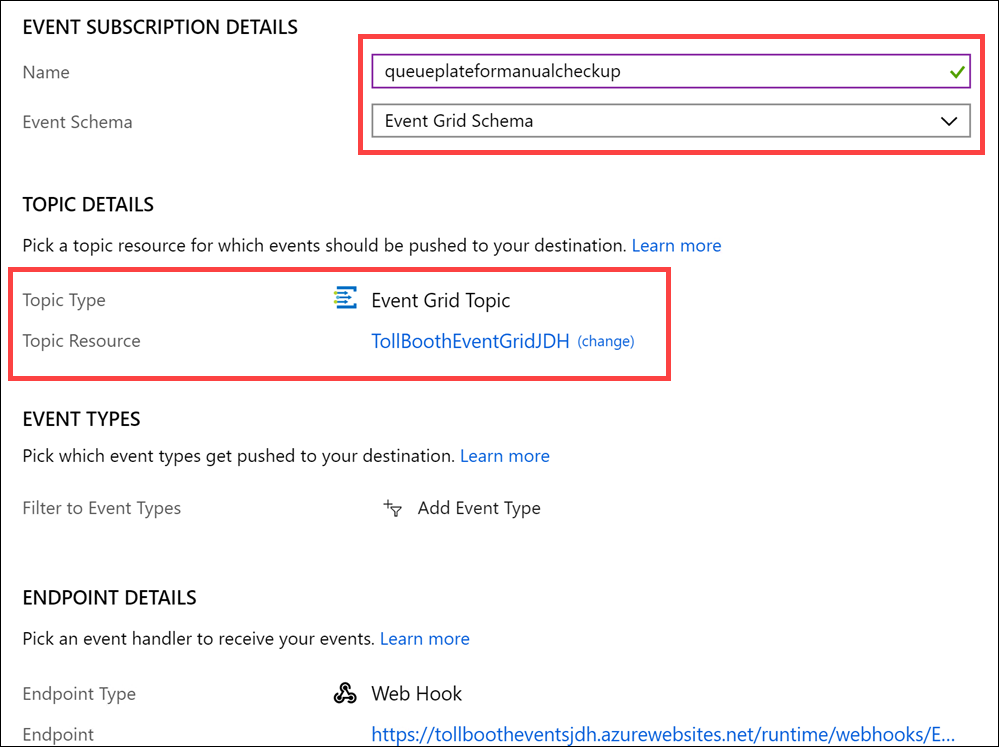 EVENT SUBSCRIPTION DETAILS
Name queueplateformanualcheckup
Event Schema Event Grid Schema
TOPIC DETAILS
Pick a topic resource for which events should be pushed to your destination. Learn more
Topic Type Event Grid Topic
Topic Resource TollBoothEventGridJDH (change)
EVENT TYPES
Pick which event types get pushed to your destination. Learn more
Filter to Event Types Add Event Type
ENDPOINT DETAILS
Pick an event handler to receive your events. Learn more
Endpoint Type Web Hook
Endpoint https://tollbootheventsjdh.azurewebsites.net/runtime/webhooks/E...